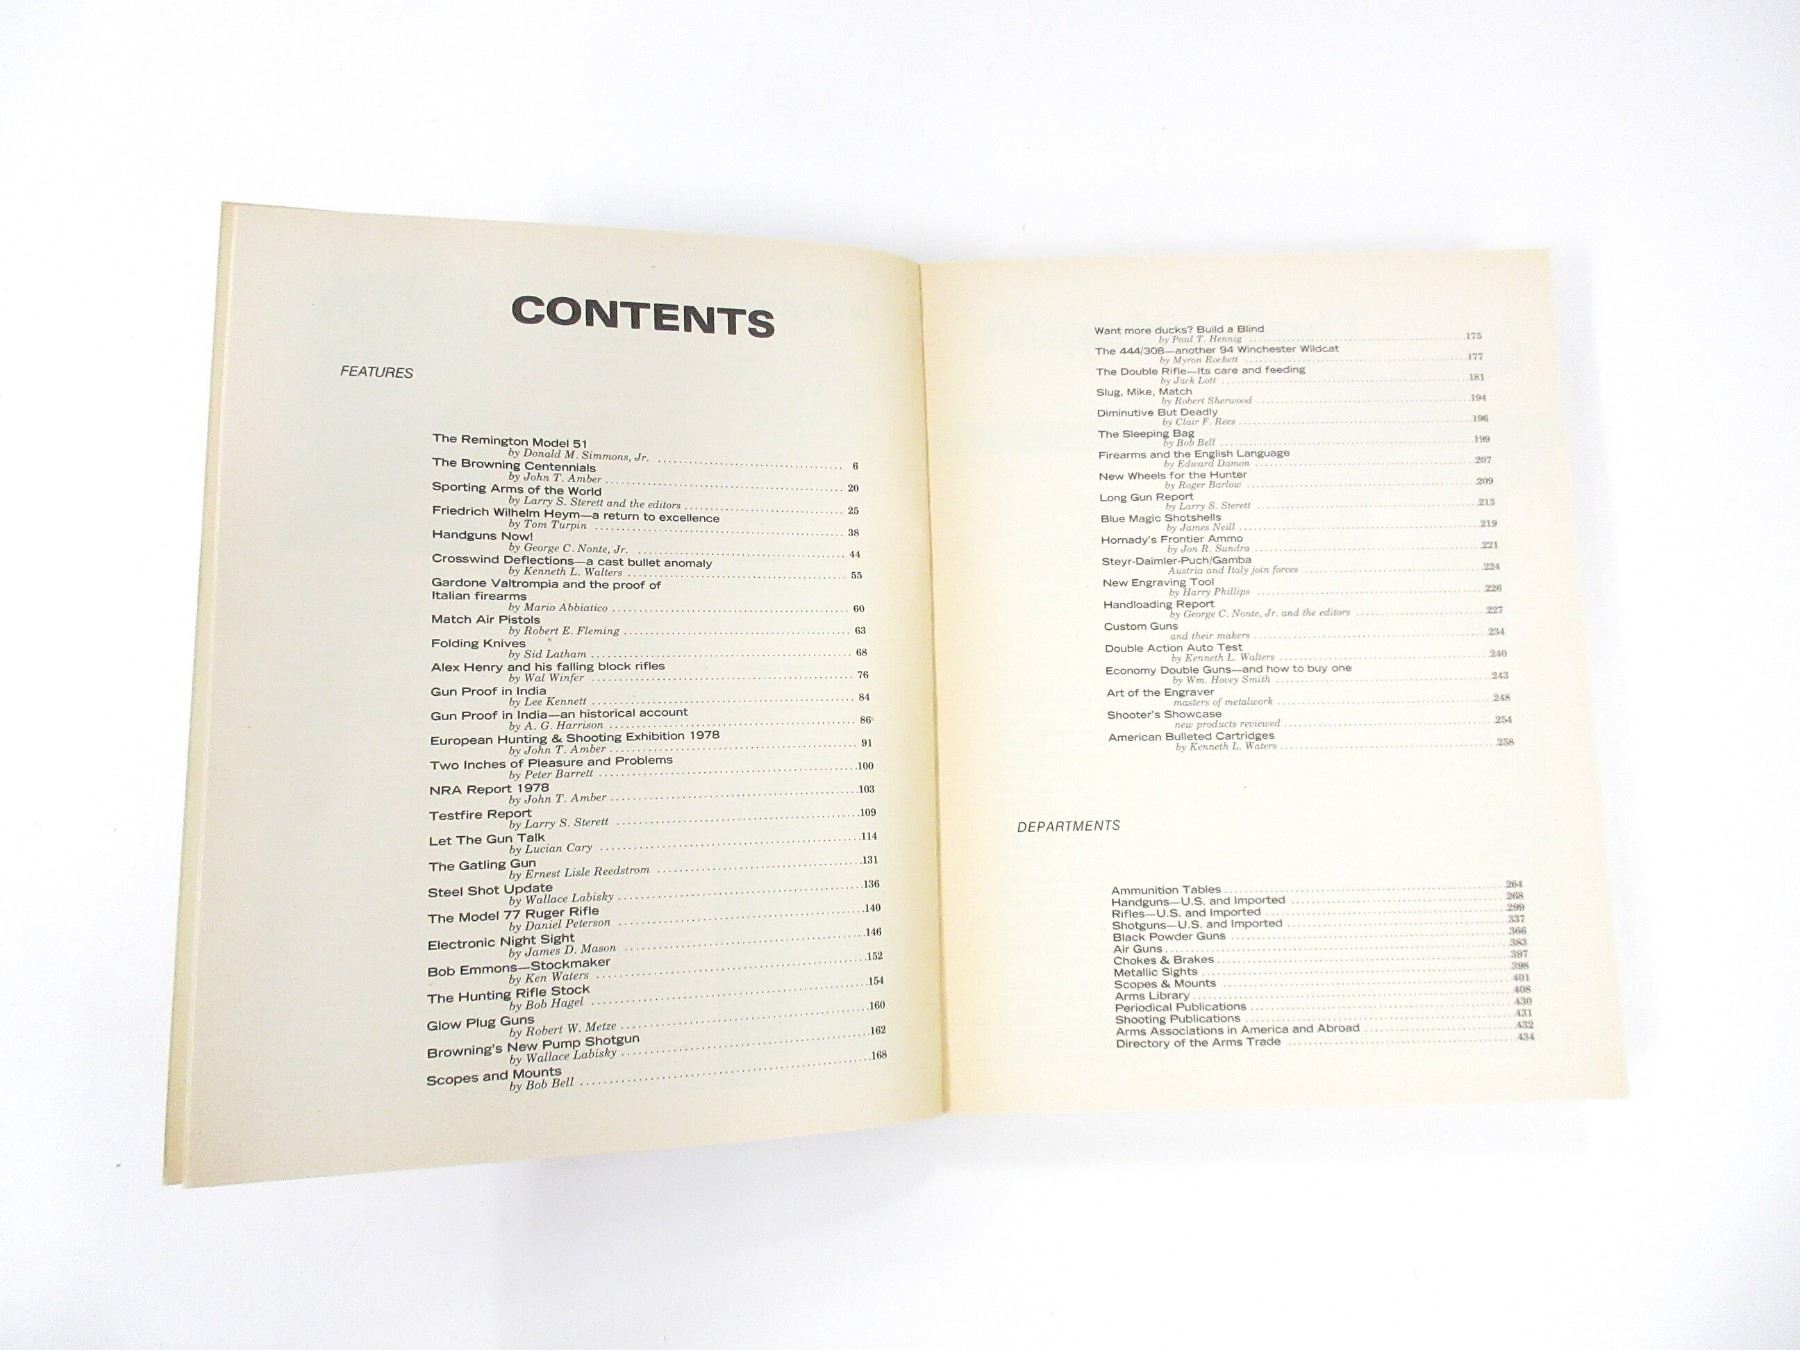 CONTENTS
FEATURES
The Remington Model 51
by Donald M. Simmons, Jr. 6
The Browning Centennials
by John T. Amber 20
Sporting Arms of the World
by Larry S. Sterett and the editors 25
Friedrich Wilhelm Heym—a return to excellence
by Tom Turpin 38
Handguns Now!
by George C. Nonte, Jr. 44
Crosswind Deflections—a cast bullet anomaly
by Kenneth L. Walters 55
Gardone Valtrompia and the proof of
Italian firearms
by Mario Abbiatico 60
Match Air Pistols
by Robert E. Fleming 63
Folding Knives
by Sid Latham 68
Alex Henry and his falling block rifles
by Wal Winfer 76
Gun Proof in India
by Lee Kennett 84
Gun Proof in India—an historical account
by A. G. Harrison 86
European Hunting & Shooting Exhibition 1978
by John T. Amber 91
Two Inches of Pleasure and Problems
by Peter Barrett 100
NRA Report 1978
by John T. Amber 103
Testfire Report
by Larry S. Sterett 109
Let The Gun Talk
by Lucian Cary 114
The Gatling Gun
by Ernest Lisle Reedstrom 131
Steel Shot Update
by Wallace Labisky 136
The Model 77 Ruger Rifle
by Daniel Peterson 140
Electronic Night Sight
by James D. Mason 146
Bob Emmons—Stockmaker
by Ken Waters 152
The Hunting Rifle Stock
by Bob Hagel 154
Glow Plug Guns
by Robert W. Metze 160
Browning's New Pump Shotgun
by Wallace Labisky 162
Scopes and Mounts
by Bob Bell 168
Want more ducks? Build a Blind
by Paul T. Hennig 175
The 444/308—another 94 Winchester Wildcat
by Myron Rockett 177
The Double Rifle—Its care and feeding
by Jack Lott 181
Slug, Mike, Match
by Robert Sherwood 194
Diminutive But Deadly
by Clair F. Rees 196
The Sleeping Bag
by Bob Bell 199
Firearms and the English Language
by Edward Damon 207
New Wheels for the Hunter
by Roger Barlow 209
Long Gun Report
by Larry S. Sterett 213
Blue Magic Shotshells
by James Neill 219
Hornady's Frontier Ammo
by Jon R. Sundra 221
Steyr-Daimler-Puch/Gamba
Austria and Italy join forces 224
New Engraving Tool
by Harry Phillips 226
Handloading Report
by George C. Nonte, Jr. and the editors 227
Custom Guns
and their makers 234
Double Action Auto Test
by Kenneth L. Walters 240
Economy Double Guns—and how to buy one
by Wm. Hovey Smith 243
Art of the Engraver
masters of metalwork 248
Shooter's Showcase
new products reviewed 254
American Bulleted Cartridges
by Kenneth L. Waters 258
DEPARTMENTS
Ammunition Tables 264
Handguns—U.S. and Imported 268
Rifles—U.S. and Imported 299
Shotguns—U.S. and Imported 337
Black Powder Guns 366
Air Guns 383
Chokes & Brakes 397
Metallic Sights 398
Scopes & Mounts 401
Arms Library 408
Periodical Publications 430
Shooting Publications 431
Arms Associations in America and Abroad 432
Directory of the Arms Trade 434